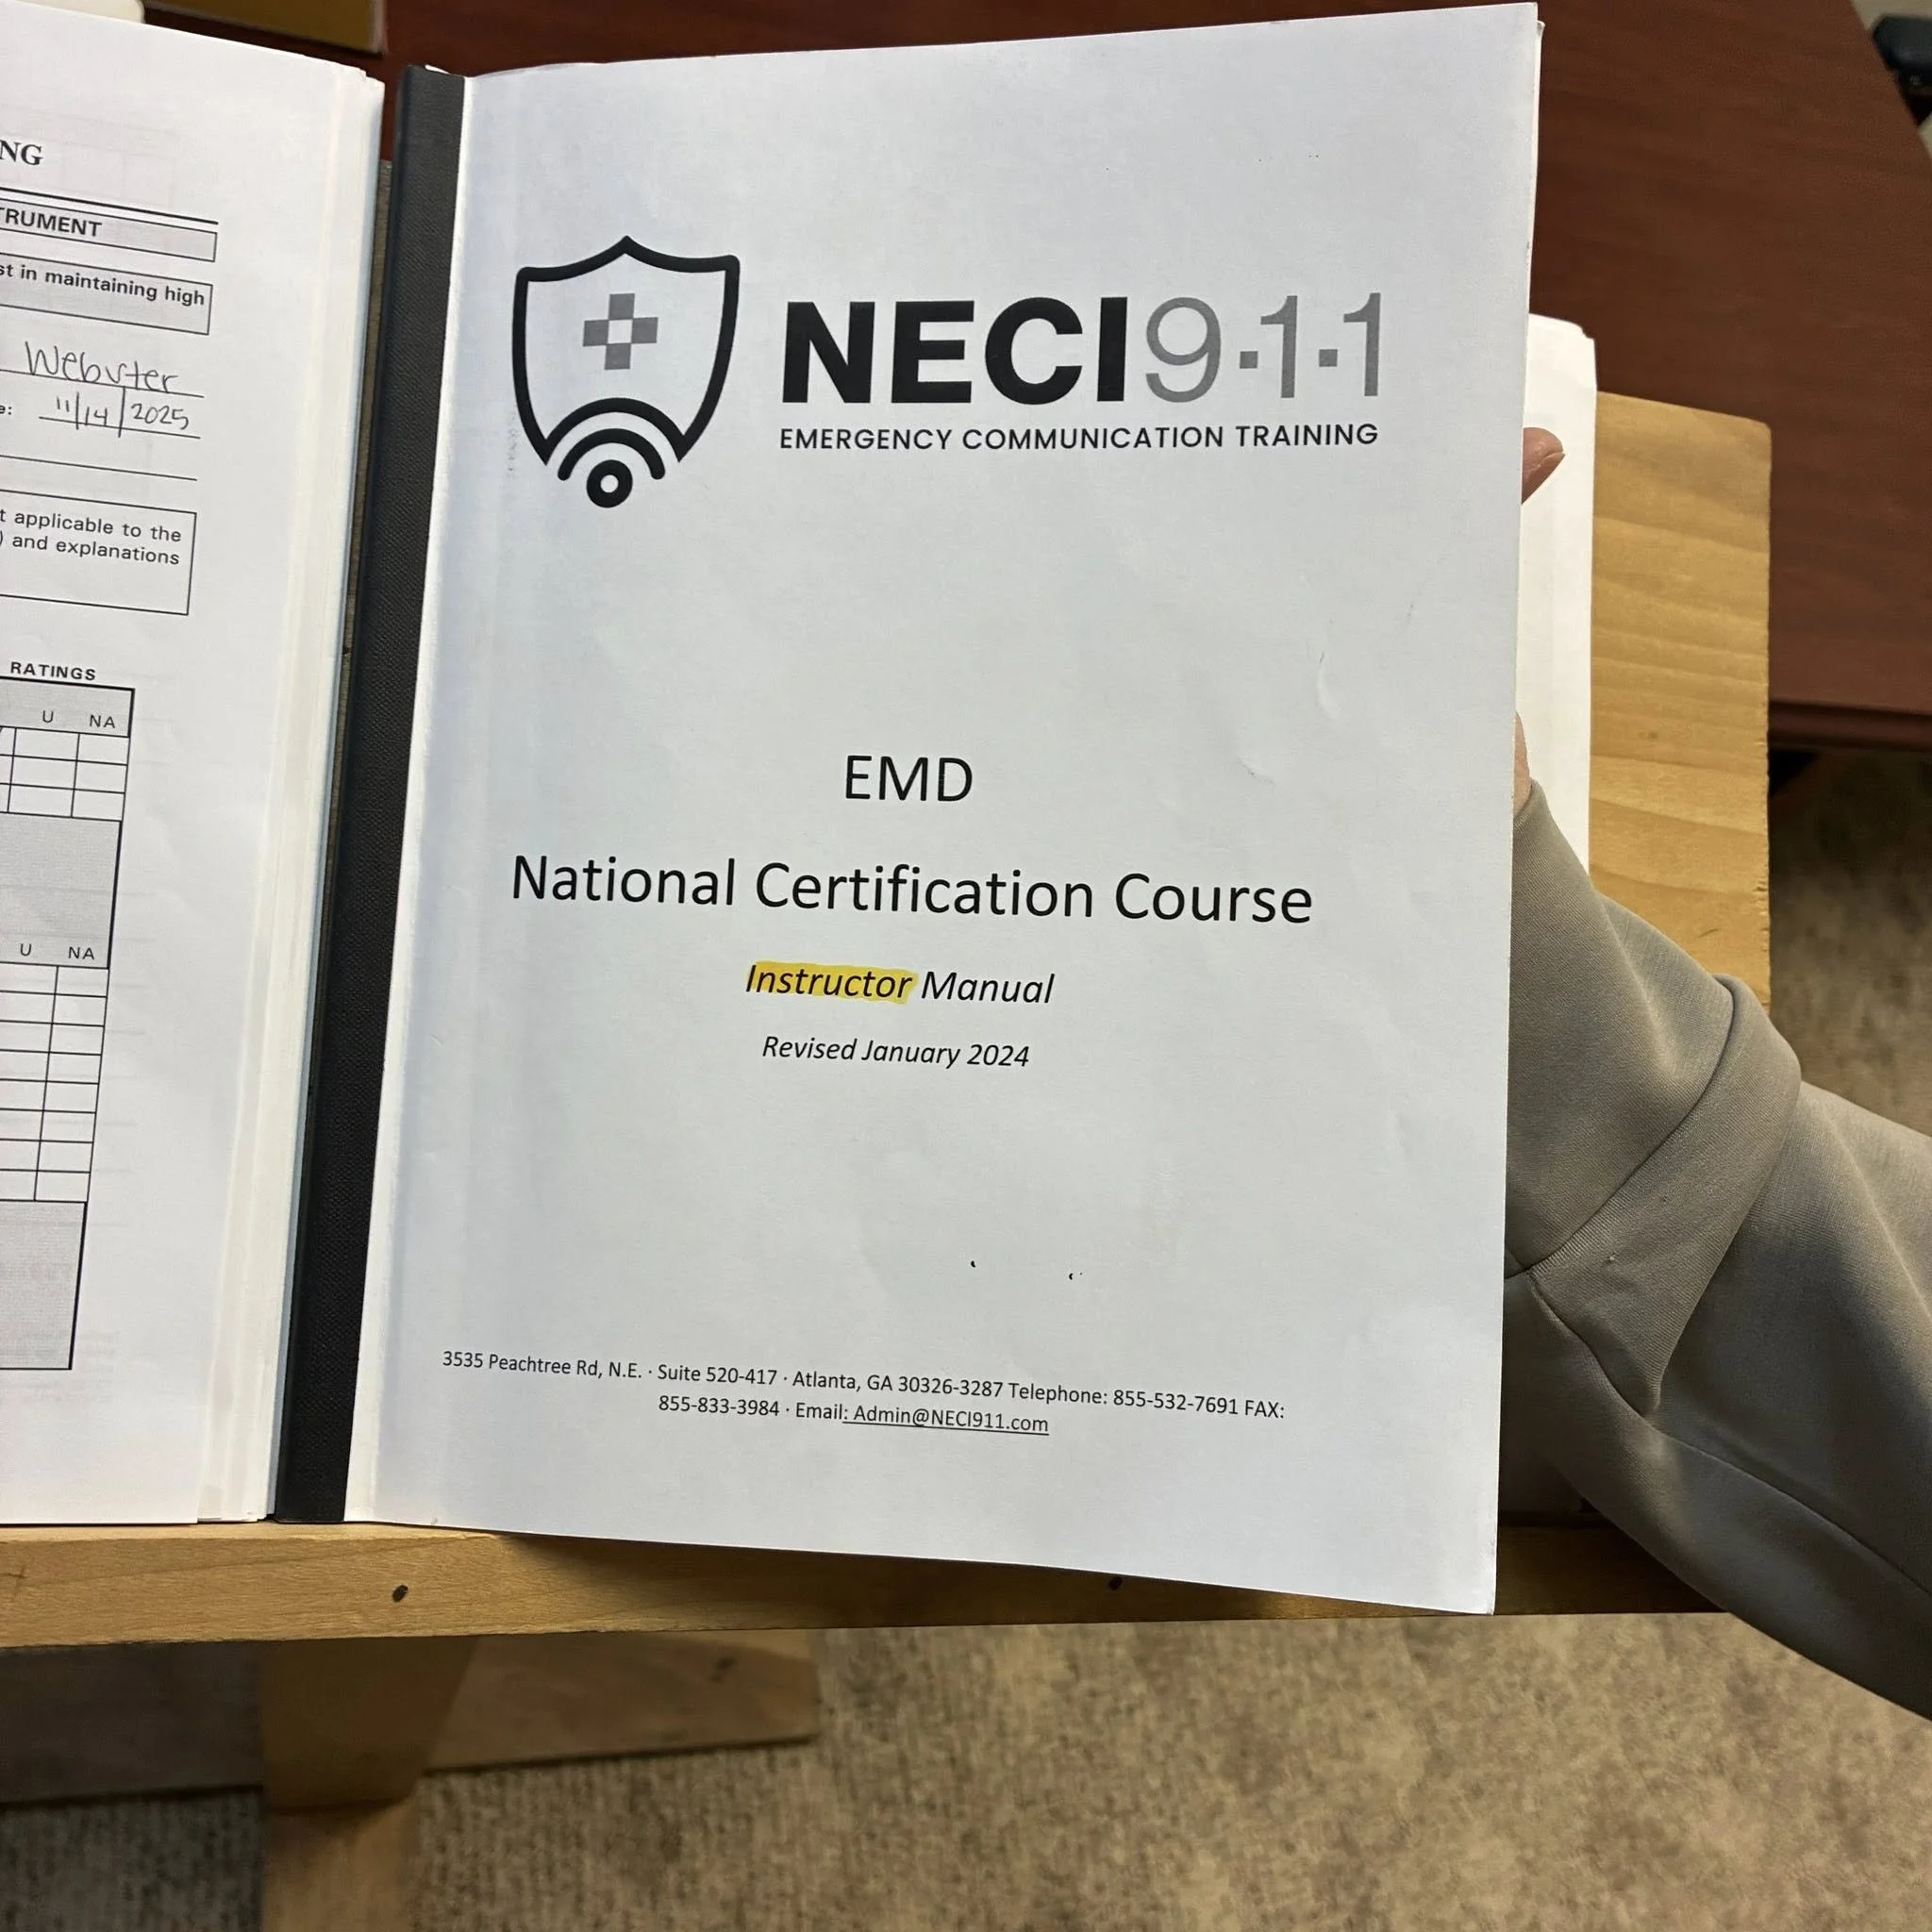 NG
TRUMENT
st in maintaining high
Webster
e: 11/14/2025
t applicable to the
) and explanations
RATINGS
U NA
U NA
NECI9·1·1
EMERGENCY COMMUNICATION TRAINING
EMD
National Certification Course
Instructor Manual
Revised January 2024
3535 Peachtree Rd, N.E. · Suite 520-417 · Atlanta, GA 30326-3287 Telephone: 855-532-7691 FAX:
855-833-3984 · Email: Admin@NECI911.com